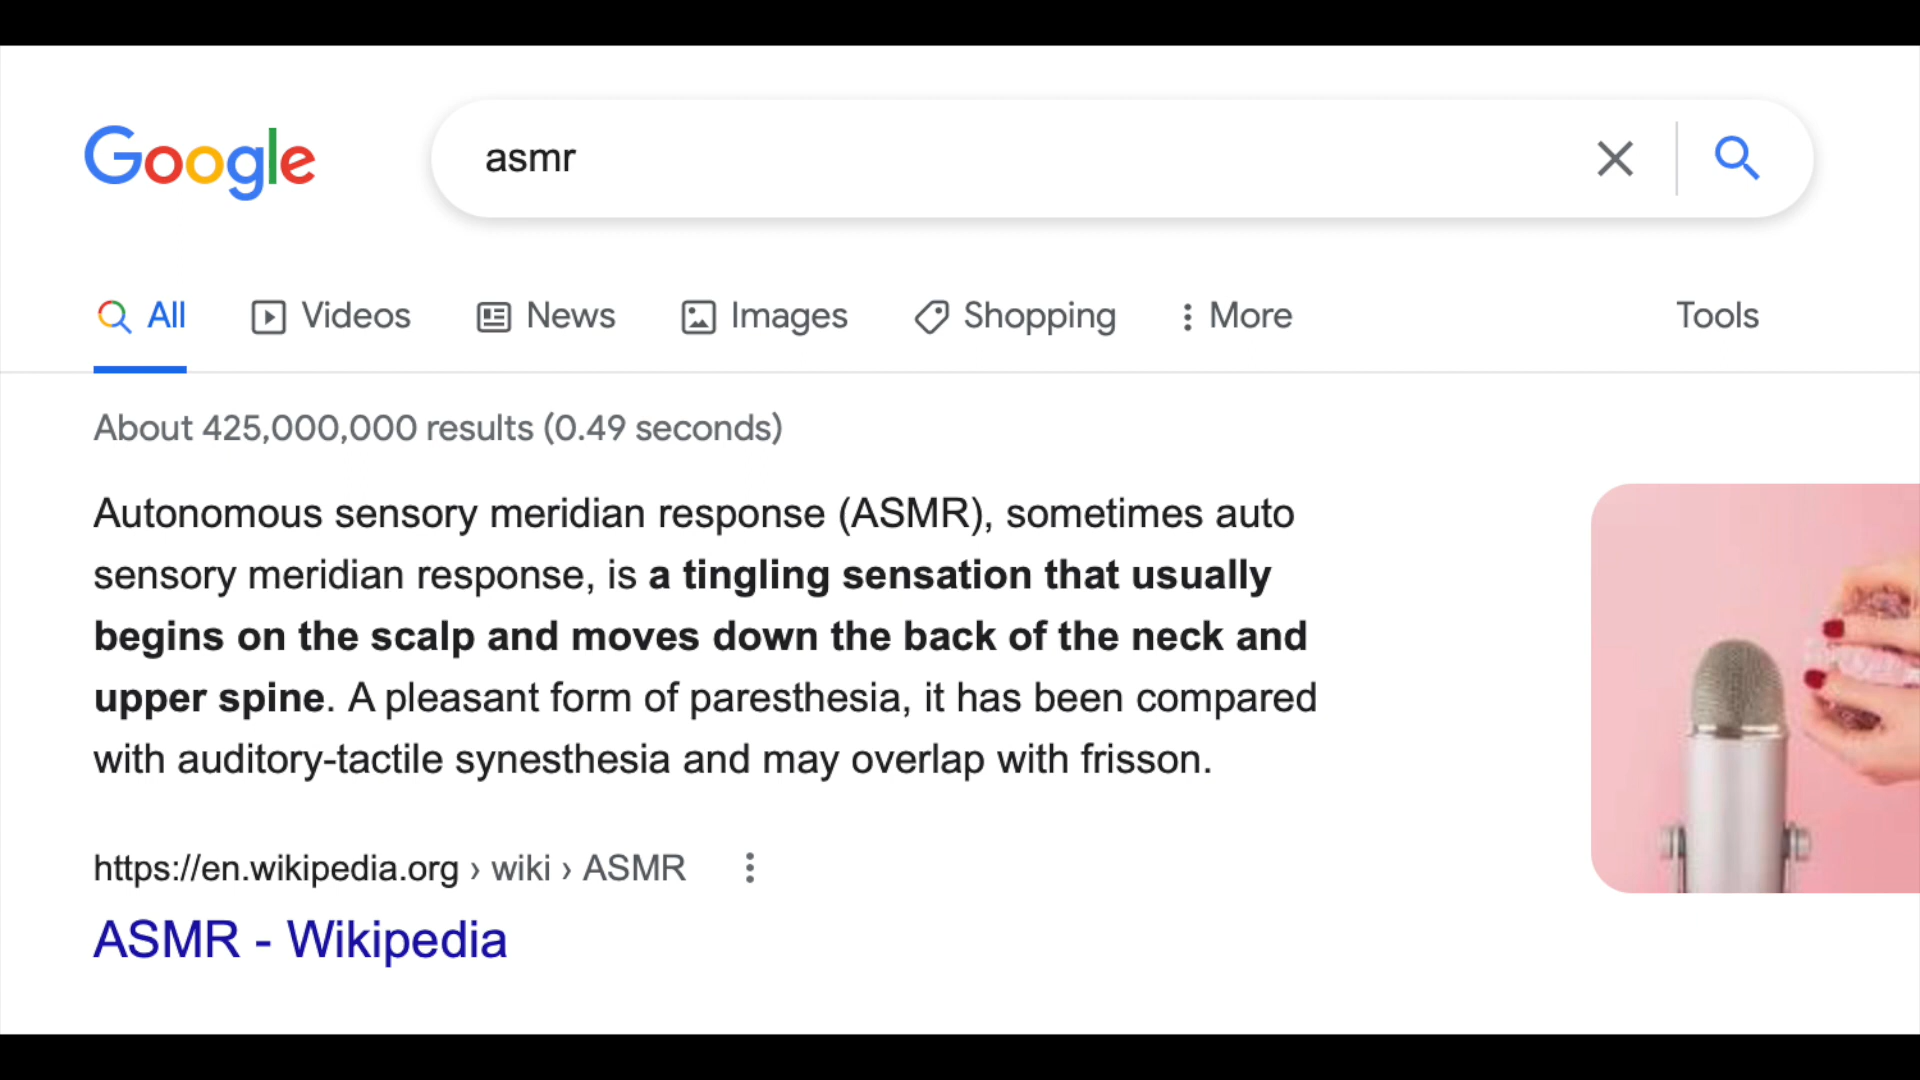 Google
asmr
All Videos News Images Shopping More Tools
About 425,000,000 results (0.49 seconds)
Autonomous sensory meridian response (ASMR), sometimes auto
sensory meridian response, is a tingling sensation that usually
begins on the scalp and moves down the back of the neck and
upper spine. A pleasant form of paresthesia, it has been compared
with auditory-tactile synesthesia and may overlap with frisson.
https://en.wikipedia.org › wiki › ASMR
ASMR - Wikipedia